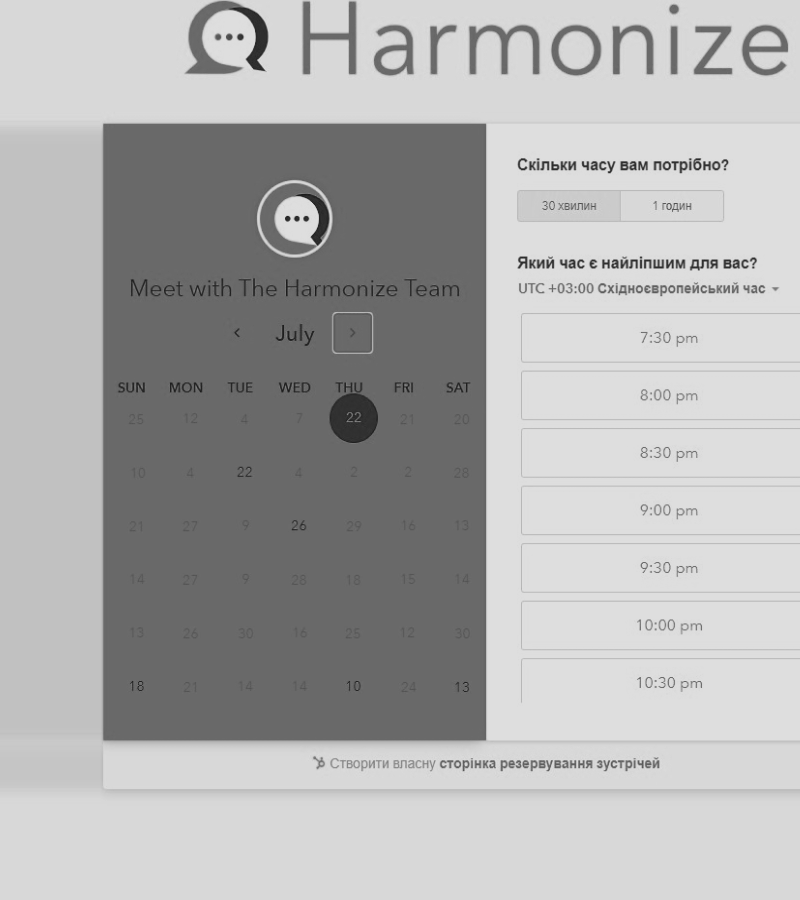 Harmonize
Meet with The Harmonize Team
July
SUN MON TUE WED THU FRI SAT
25 12 4 7 22 21 20
10 4 22 4 2 2 28
21 27 9 26 29 16 13
14 27 9 28 18 15 14
13 26 30 16 25 12 30
18 21 14 14 10 24 13
Скільки часу вам потрібно?
30 хвилин 1 годин
Який час є найліпшим для вас?
UTC +03:00 Східноєвропейський час
7:30 pm
8:00 pm
8:30 pm
9:00 pm
9:30 pm
10:00 pm
10:30 pm
Створити власну сторінка резервування зустрічей